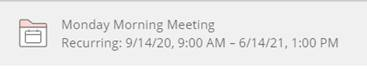 Monday Morning Meeting
Recurring: 9/14/20, 9:00 AM – 6/14/21, 1:00 PM